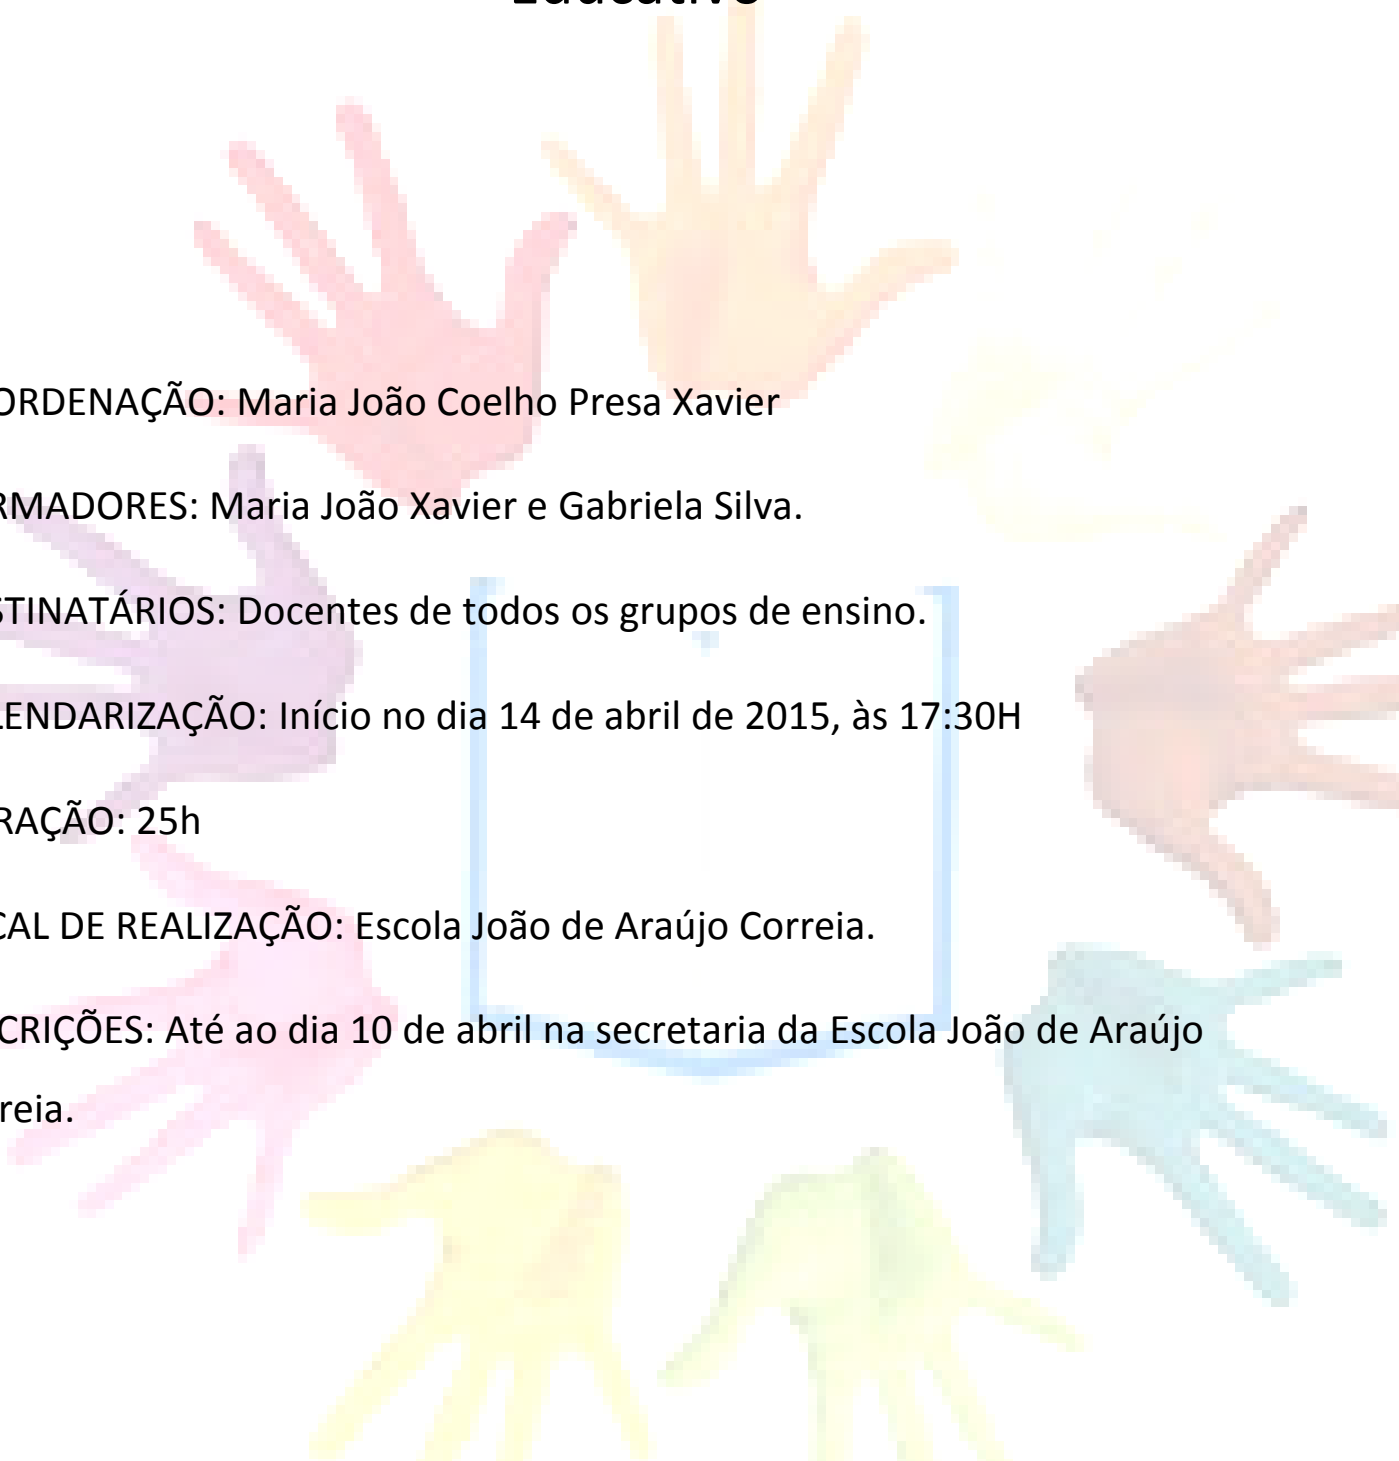 Educativo
ORDENAÇÃO: Maria João Coelho Presa Xavier
RMADORES: Maria João Xavier e Gabriela Silva.
STINATÁRIOS: Docentes de todos os grupos de ensino.
LENDARIZAÇÃO: Início no dia 14 de abril de 2015, às 17:30H
RAÇÃO: 25h
CAL DE REALIZAÇÃO: Escola João de Araújo Correia.
CRIÇÕES: Até ao dia 10 de abril na secretaria da Escola João de Araújo
reia.